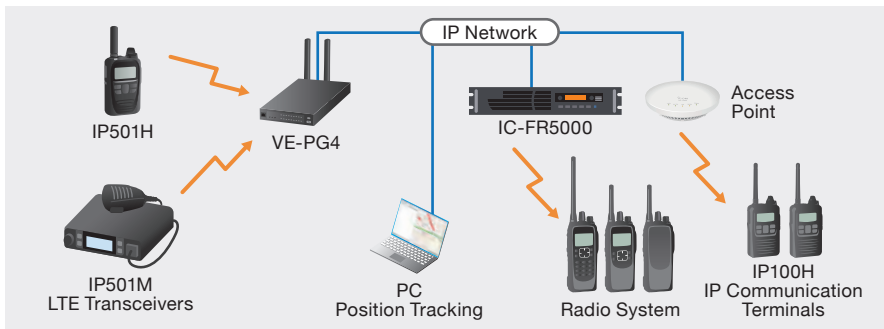 IP Network
IP501H
VE-PG4
IC-FR5000
Access
Point
IP501M
LTE Transceivers
PC
Position Tracking
Radio System
IP100H
IP Communication
Terminals